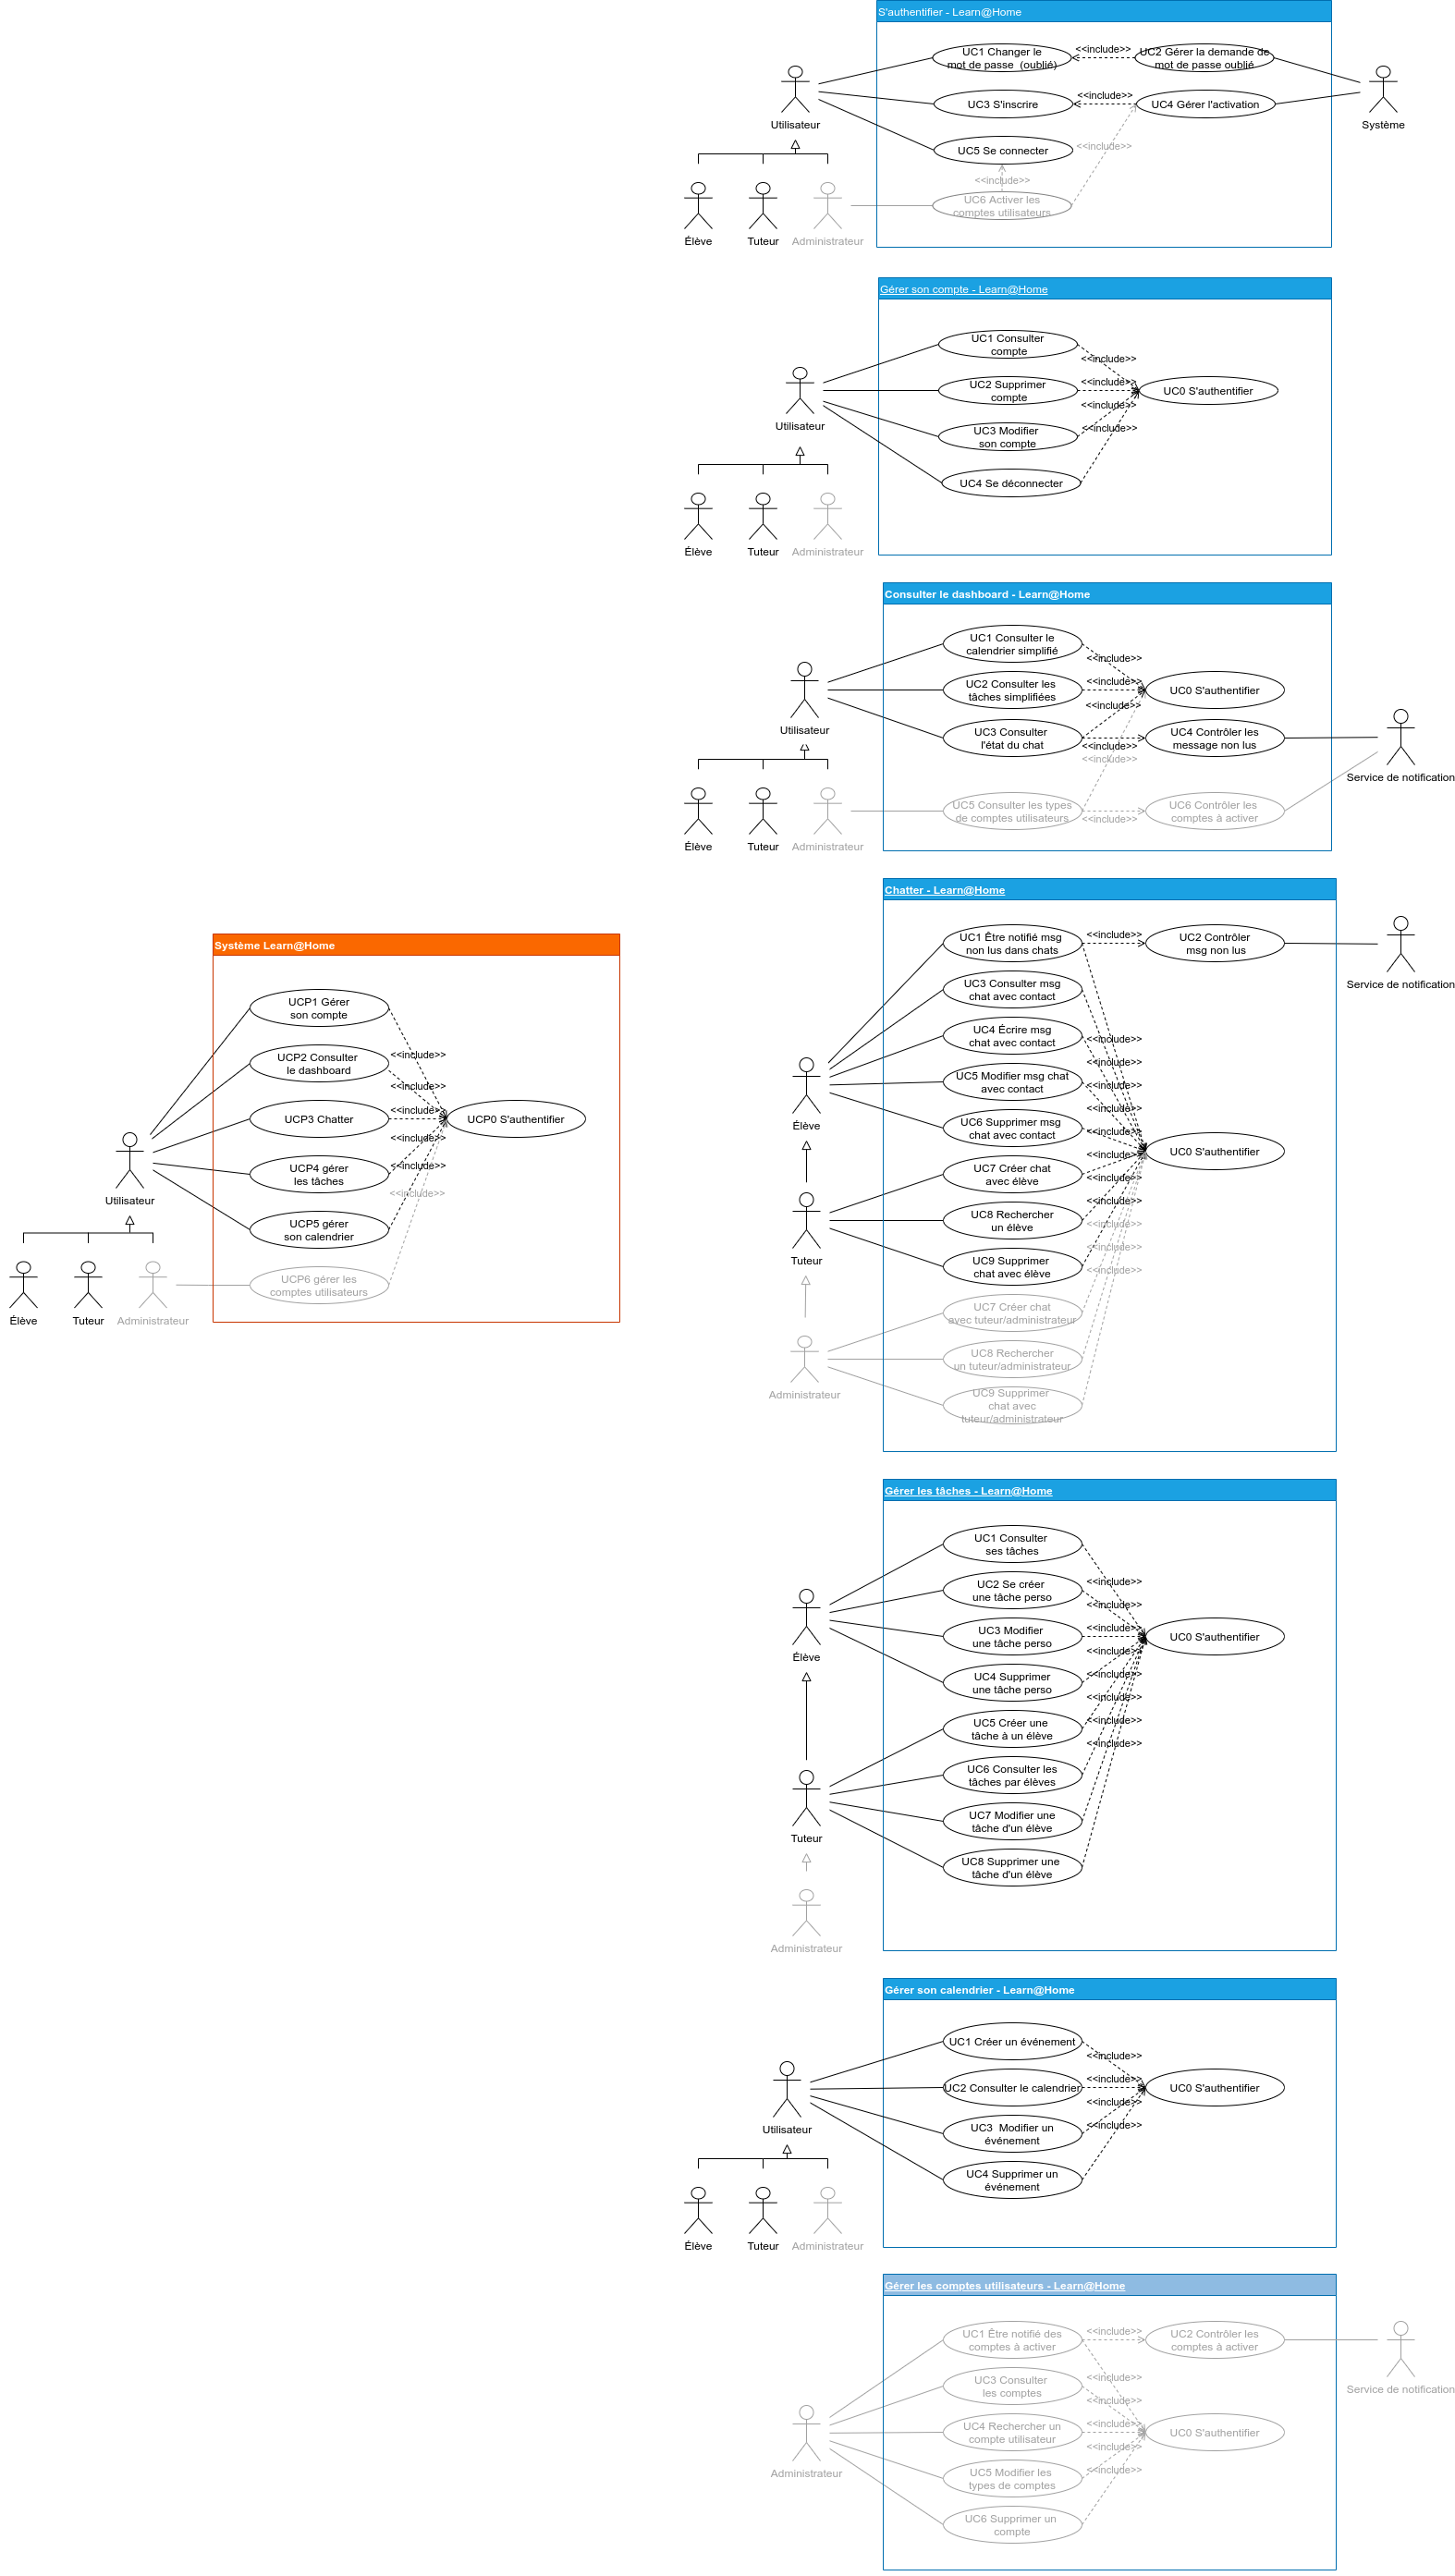 S'authentifier - Learn@Home
UC1 Changer le
mot de passe  (oublié)
<<include>>
UC2 Gérer la demande de
mot de passe oublié
UC3 S'inscrire
<<include>>
UC4 Gérer l'activation
Utilisateur
Système
UC5 Se connecter
<<include>>
<<include>>
UC6 Activer les
comptes utilisateurs
Élève
Tuteur
Administrateur
Gérer son compte - Learn@Home
UC1 Consulter
compte
<<include>>
UC2 Supprimer
compte
<<include>>
UC0 S'authentifier
<<include>>
UC3 Modifier
son compte
<<include>>
Utilisateur
UC4 Se déconnecter
Élève
Tuteur
Administrateur
Consulter le dashboard - Learn@Home
UC1 Consulter le
calendrier simplifié
<<include>>
UC2 Consulter les
tâches simplifiées
<<include>>
UC0 S'authentifier
<<include>>
Utilisateur
UC3 Consulter
l'état du chat
<<include>>
<<include>>
UC4 Contrôler les
message non lus
Service de notification
UC5 Consulter les types
de comptes utilisateurs
<<include>>
UC6 Contrôler les
comptes à activer
Élève
Tuteur
Administrateur
Système Learn@Home
UCP1 Gérer
son compte
<<include>>
UCP2 Consulter
le dashboard
<<include>>
UCP3 Chatter
<<include>>
UCP0 S'authentifier
<<include>>
UCP4 gérer
les tâches
<<include>>
<<include>>
Utilisateur
UCP5 gérer
son calendrier
UCP6 gérer les
comptes utilisateurs
Élève
Tuteur
Administrateur
Chatter - Learn@Home
UC1 Être notifié msg
non lus dans chats
<<include>>
UC2 Contrôler
msg non lus
Service de notification
UC3 Consulter msg
chat avec contact
UC4 Écrire msg
chat avec contact
<<include>>
<<include>>
UC5 Modifier msg chat
avec contact
<<include>>
<<include>>
Élève
UC6 Supprimer msg
chat avec contact
<<include>>
UC0 S'authentifier
<<include>>
UC7 Créer chat
avec élève
<<include>>
<<include>>
UC8 Rechercher
un élève
<<include>>
<<include>>
Tuteur
UC9 Supprimer
chat avec élève
<<include>>
UC7 Créer chat
avec tuteur/administrateur
UC8 Rechercher
un tuteur/administrateur
Administrateur
UC9 Supprimer
chat avec
tuteur/administrateur
Gérer les tâches - Learn@Home
UC1 Consulter
ses tâches
<<include>>
UC2 Se créer
une tâche perso
<<include>>
<<include>>
UC3 Modifier
une tâche perso
UC0 S'authentifier
<<include>>
Élève
UC4 Supprimer
une tâche perso
<<include>>
<<include>>
UC5 Créer une
tâche à un élève
<<include>>
<<include>>
UC6 Consulter les
tâches par élèves
UC7 Modifier une
tâche d'un élève
Tuteur
UC8 Supprimer une
tâche d'un élève
Administrateur
Gérer son calendrier - Learn@Home
UC1 Créer un événement
<<include>>
<<include>>
UC2 Consulter le calendrier
UC0 S'authentifier
<<include>>
<<include>>
Utilisateur
UC3  Modifier un
événement
UC4 Supprimer un
événement
Élève
Tuteur
Administrateur
Gérer les comptes utilisateurs - Learn@Home
UC1 Être notifié des
comptes à activer
<<include>>
UC2 Contrôler les
comptes à activer
Service de notification
UC3 Consulter
les comptes
<<include>>
<<include>>
UC4 Rechercher un
compte utilisateur
<<include>>
UC0 S'authentifier
<<include>>
Administrateur
UC5 Modifier les
types de comptes
<<include>>
UC6 Supprimer un
compte